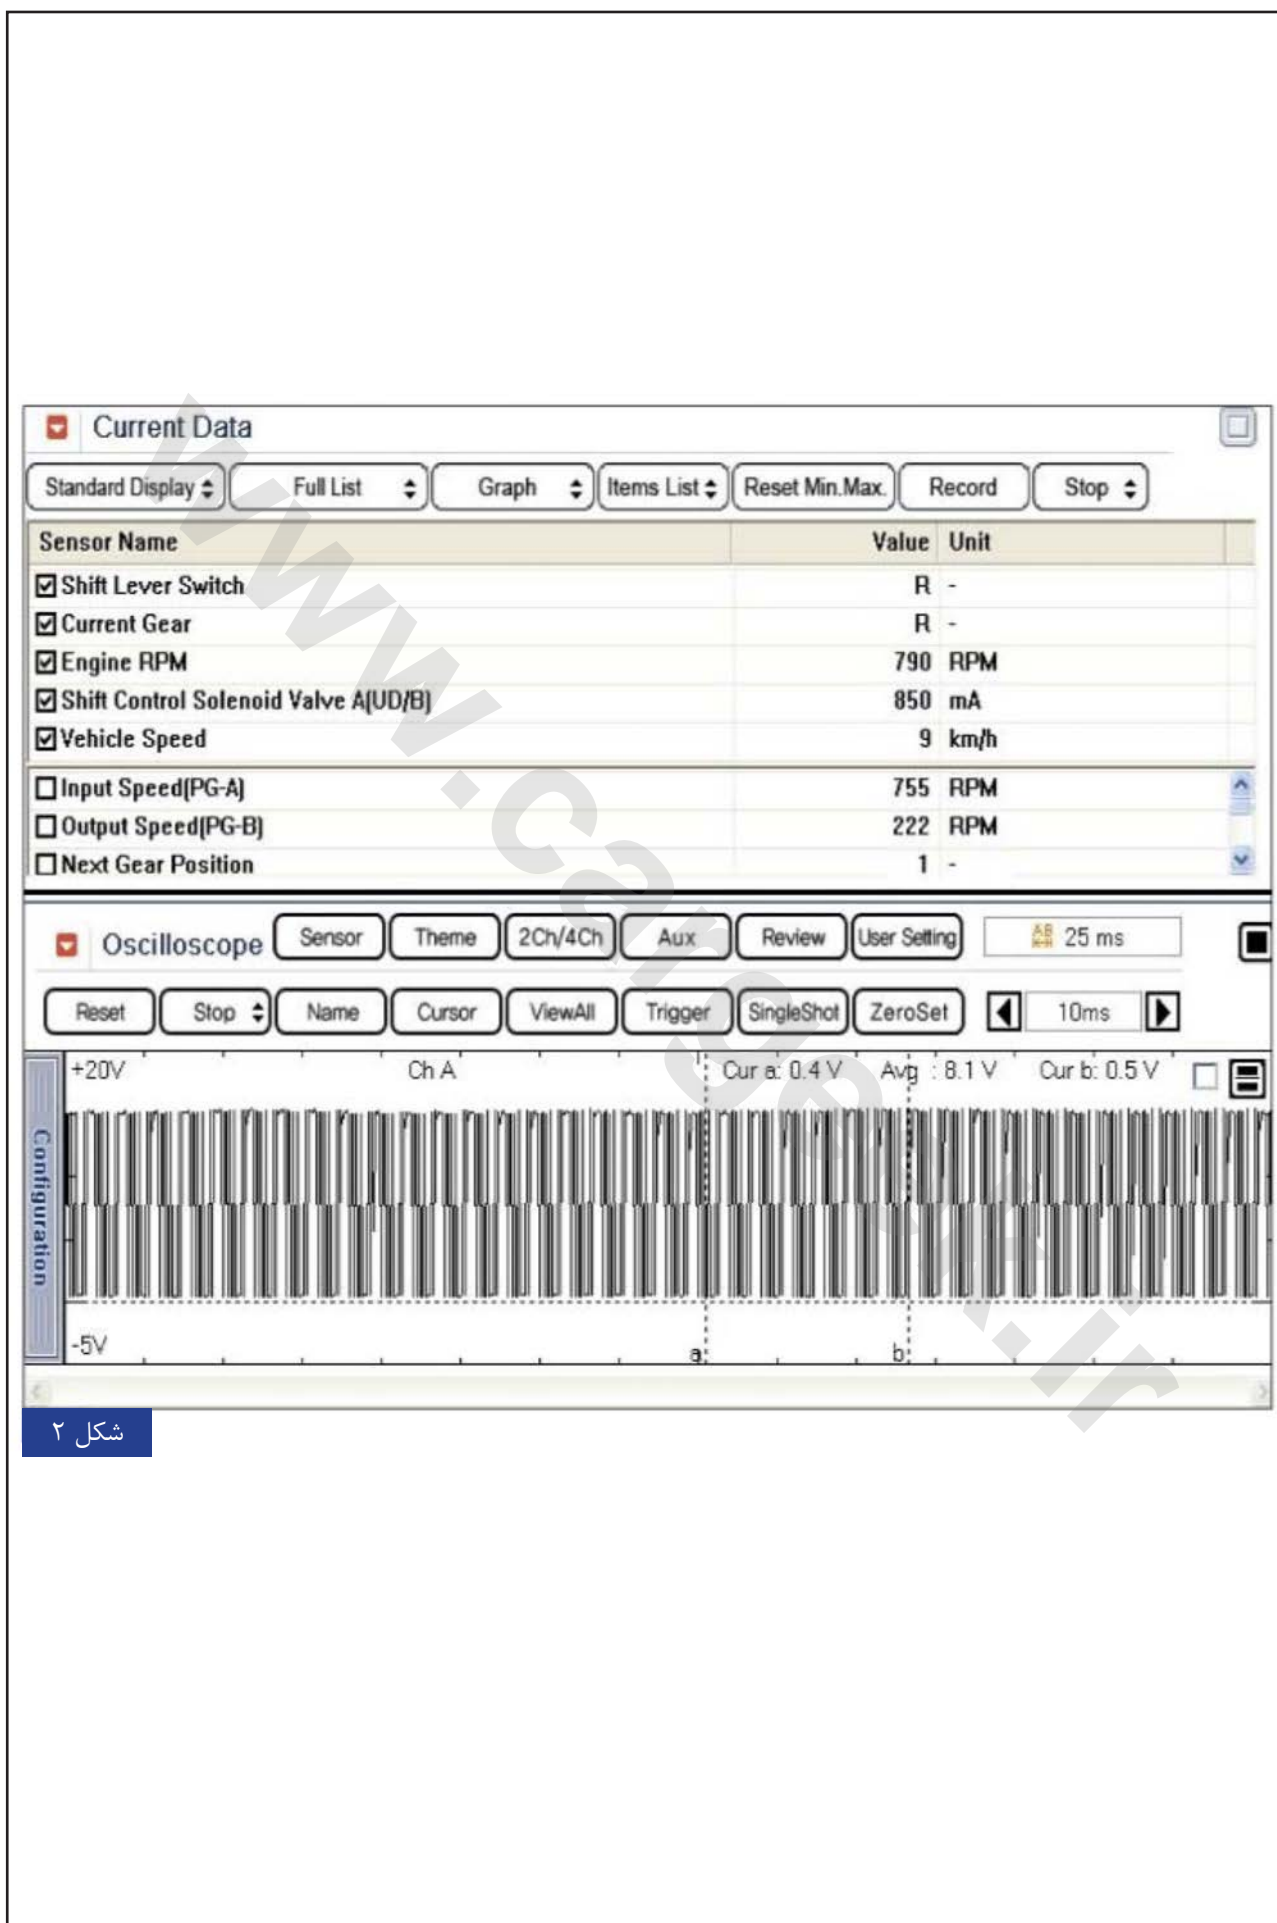 Current Data
Standard Display Full List Graph Items List Reset Min.Max. Record Stop
Sensor Name Value Unit
Shift Lever Switch R -
Current Gear R -
Engine RPM 790 RPM
Shift Control Solenoid Valve A(UD/B) 850 mA
Vehicle Speed 9 km/h
Input Speed(PG-A) 755 RPM
Output Speed(PG-B) 222 RPM
Next Gear Position 1 -
Oscilloscope Sensor Theme 2Ch/4Ch Aux Review User Setting AB 25 ms
Reset Stop Name Cursor ViewAll Trigger SingleShot ZeroSet 10ms
+20V Ch A Cur a: 0.4 V Avg : 8.1 V Cur b: 0.5 V
Configuration
-5V a b
شکل ۲
www.cargeek.ir